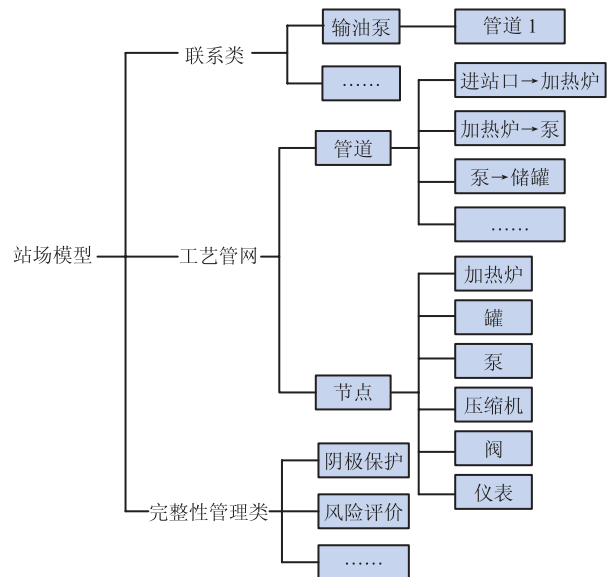 站场模型
联系类
输油泵
管道 1
……
工艺管网
管道
进站口→加热炉
加热炉→泵
泵→储罐
……
节点
加热炉
罐
泵
压缩机
阀
仪表
完整性管理类
阴极保护
风险评价
……